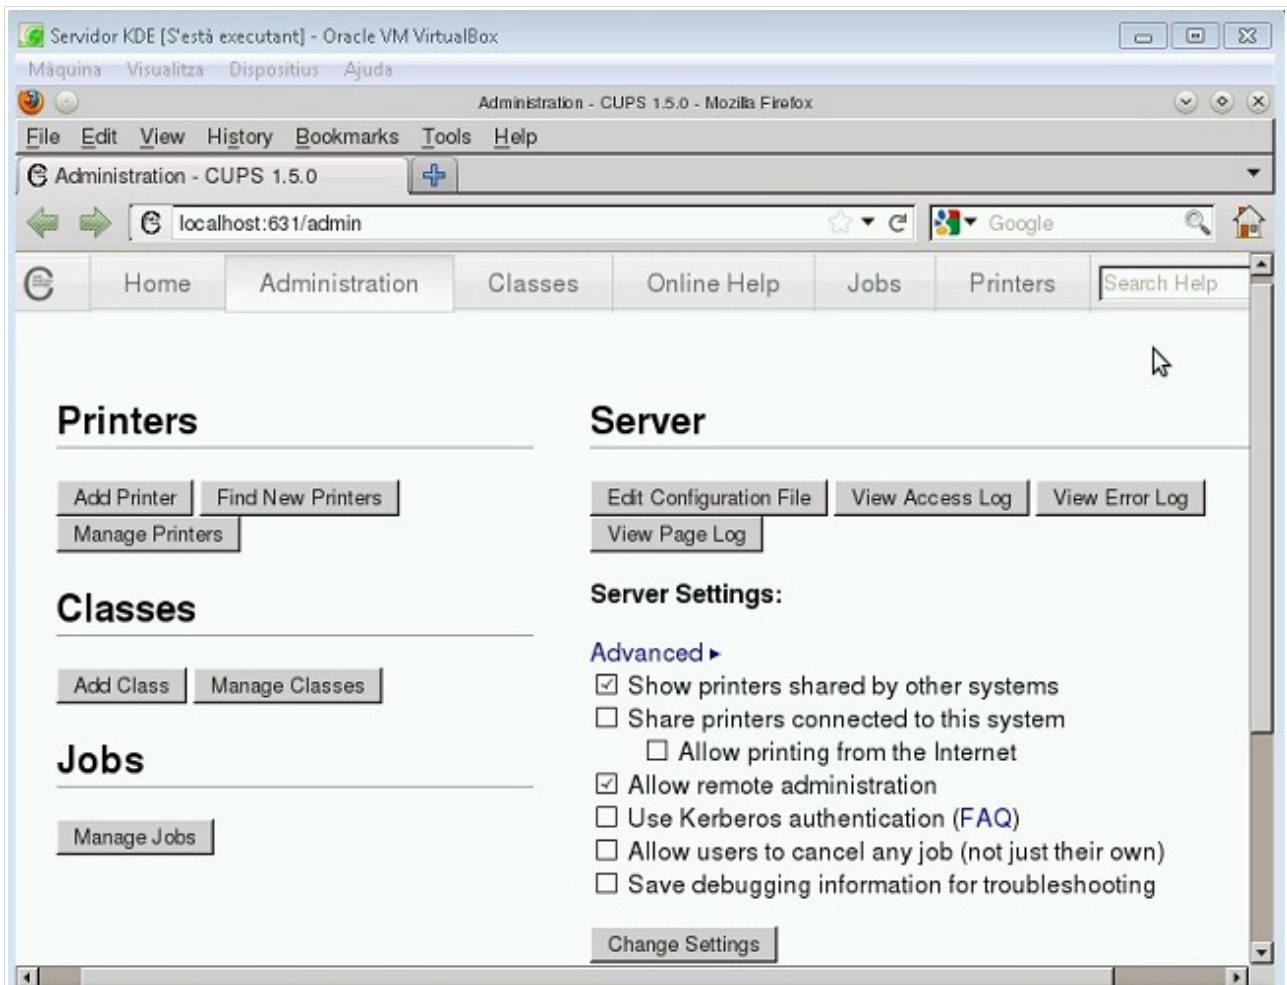 Servidor KDE [S'està executant] - Oracle VM VirtualBox
Màquina Visualitza Dispositius Ajuda
Administration - CUPS 1.5.0 - Mozilla Firefox
File Edit View History Bookmarks Tools Help
Administration - CUPS 1.5.0
localhost:631/admin Google
Home Administration Classes Online Help Jobs Printers Search Help
Printers
Add Printer Find New Printers
Manage Printers
Classes
Add Class Manage Classes
Jobs
Manage Jobs
Server
Edit Configuration File View Access Log View Error Log
View Page Log
Server Settings:
Advanced
Show printers shared by other systems
Share printers connected to this system
Allow printing from the Internet
Allow remote administration
Use Kerberos authentication (FAQ)
Allow users to cancel any job (not just their own)
Save debugging information for troubleshooting
Change Settings